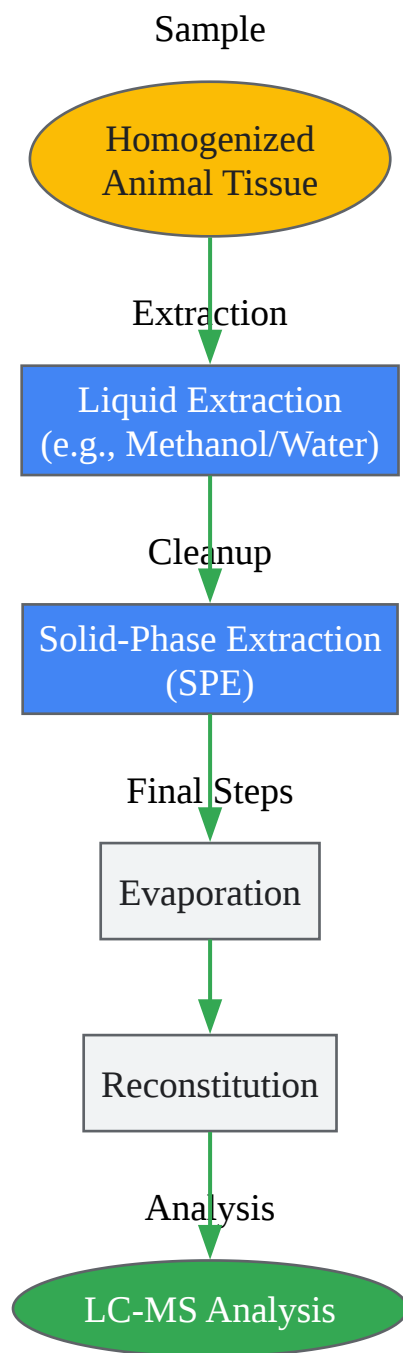 Sample
Homogenized
Animal Tissue
Extraction
Liquid Extraction
(e.g., Methanol/Water)
Cleanup
Solid-Phase Extraction
(SPE)
Final Steps
Evaporation
Reconstitution
Analysis
LC-MS Analysis